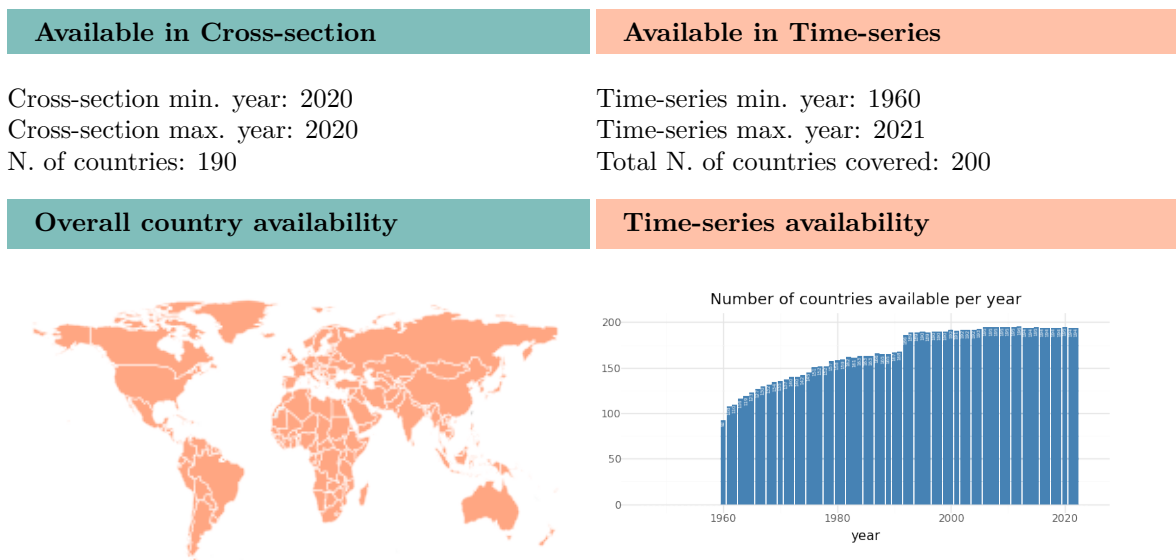 Available in Cross-section
Cross-section min. year: 2020
Cross-section max. year: 2020
N. of countries: 190
Available in Time-series
Time-series min. year: 1960
Time-series max. year: 2021
Total N. of countries covered: 200
Overall country availability
Time-series availability
Number of countries available per year
200
150
100
50
0
1960 1980 2000 2020
year